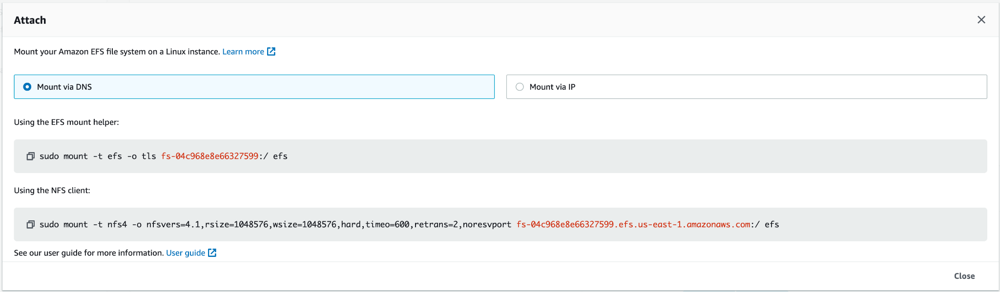 Attach
Mount your Amazon EFS file system on a Linux instance. Learn more
Mount via DNS
Mount via IP
Using the EFS mount helper:
sudo mount -t efs -o tls fs-04c968e8e66327599:/ efs
Using the NFS client:
sudo mount -t nfs4 -o nfsvers=4.1,rsize=1048576,wsize=1048576,hard,timeo=600,retrans=2,noresvport fs-04c968e8e66327599.efs.us-east-1.amazonaws.com:/ efs
See our user guide for more information. User guide
Close